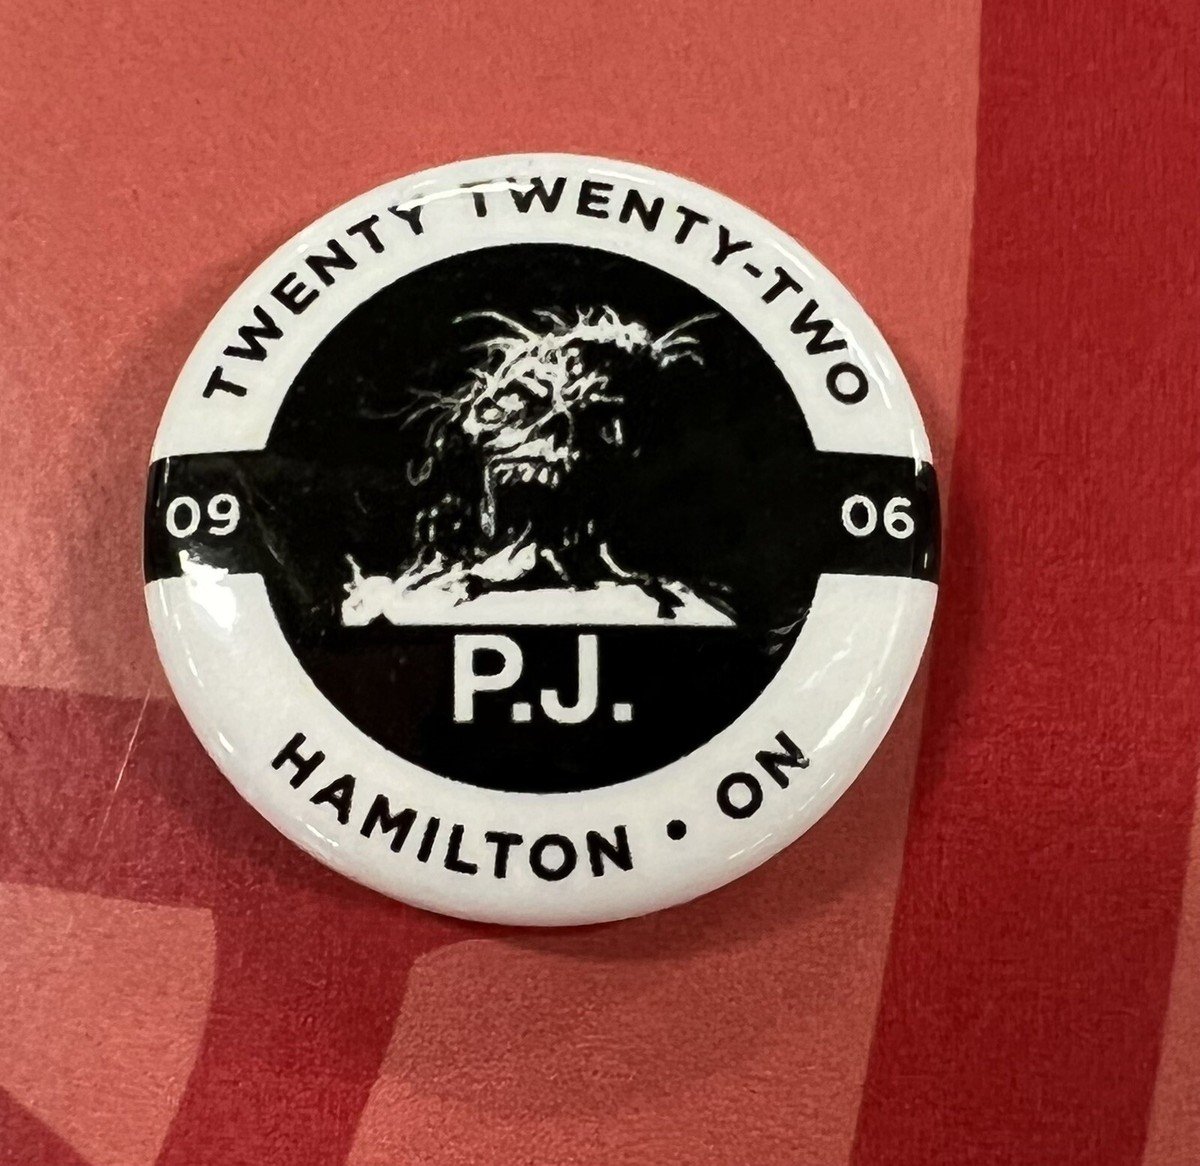 TWENTY TWENTY-TWO
09
06
P.J.
HAMILTON • ON